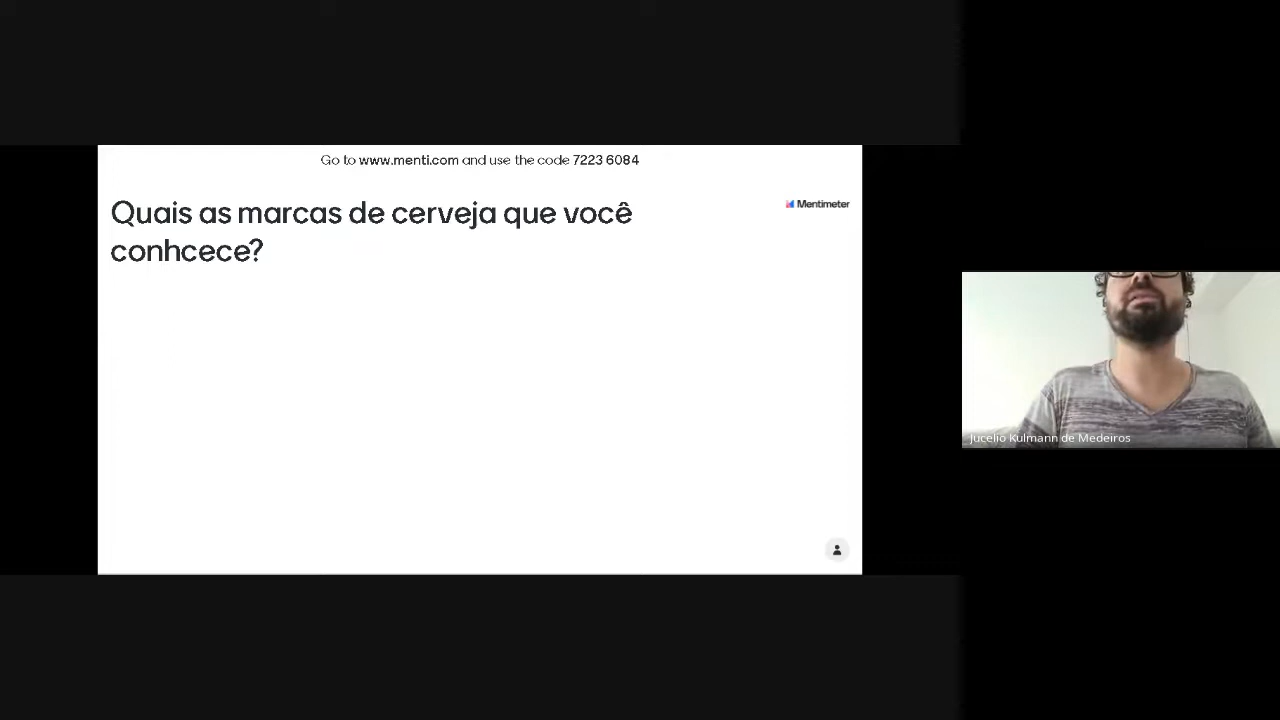 Go to www.menti.com and use the code 7223 6084
Quais as marcas de cerveja que você
conhcece?
Mentimeter
Jucelio Kulmann de Medeiros